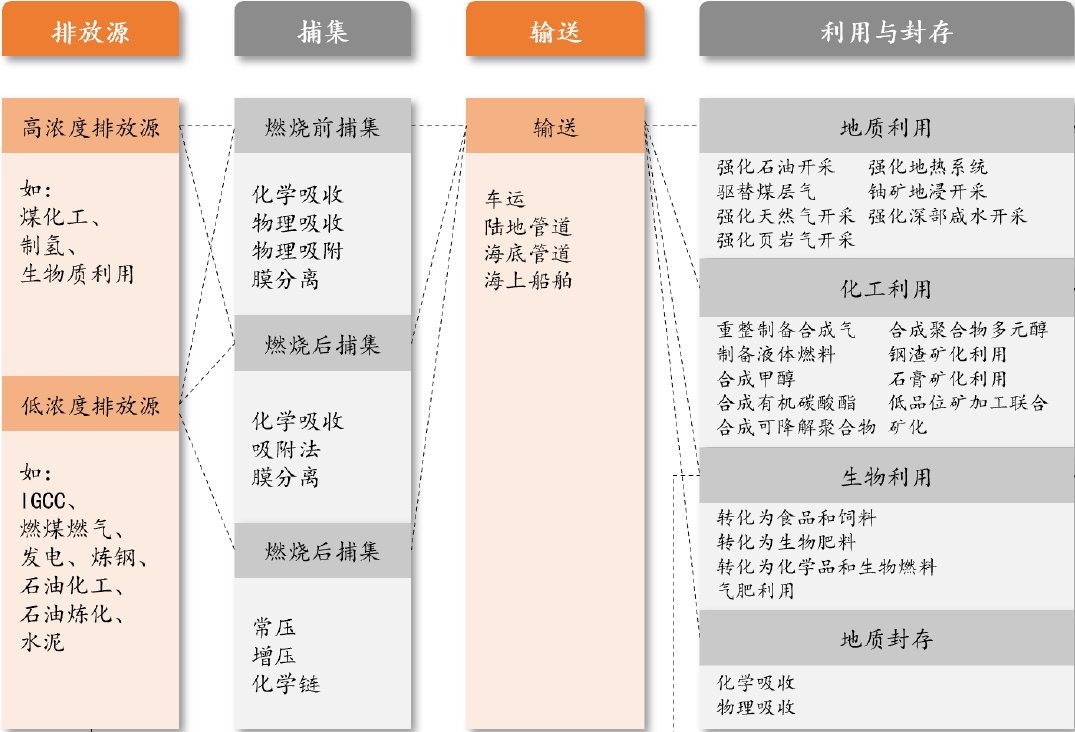 排放源
捕集
输送
利用与封存
高浓度排放源
如:
煤化工、
制氢、
生物质利用
低浓度排放源
如:
IGCC、
燃煤燃气、
发电、炼钢、
石油化工、
石油炼化、
水泥
燃烧前捕集
化学吸收
物理吸收
物理吸附
膜分离
燃烧后捕集
化学吸收
吸附法
膜分离
燃烧后捕集
常压
增压
化学链
输送
车运
陆地管道
海底管道
海上船舶
地质利用
强化石油开采 强化地热系统
驱替煤层气 铀矿地浸开采
强化天然气开采 强化深部咸水开采
强化页岩气开采
化工利用
重整制备合成气 合成聚合物多元醇
制备液体燃料 钢渣矿化利用
合成甲醇 石膏矿化利用
合成有机碳酸酯 低品位矿加工联合
合成可降解聚合物 矿化
生物利用
转化为食品和饲料
转化为生物肥料
转化为化学品和生物燃料
气肥利用
地质封存
化学吸收
物理吸收